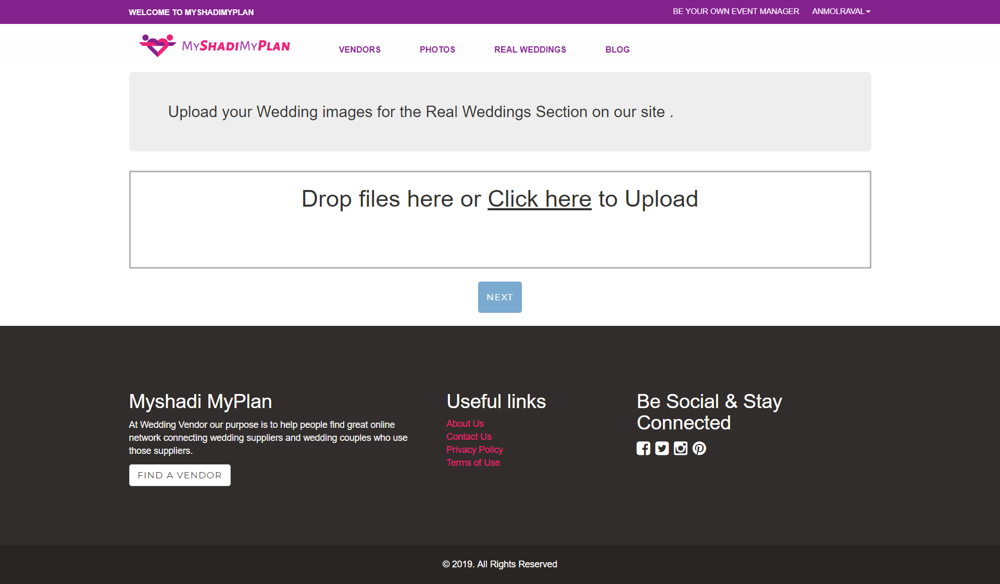 WELCOME TO MYSHADIMYPLAN
BE YOUR OWN EVENT MANAGER
ANMOLRAVAL
MYSHADIMYPLAN
VENDORS
PHOTOS
REAL WEDDINGS
BLOG
Upload your Wedding images for the Real Weddings Section on our site .
Drop files here or Click here to Upload
NEXT
Myshadi MyPlan
At Wedding Vendor our purpose is to help people find great online
network connecting wedding suppliers and wedding couples who use
those suppliers.
FIND A VENDOR
Useful links
About Us
Contact Us
Privacy Policy
Terms of Use
Be Social & Stay
Connected
© 2019. All Rights Reserved